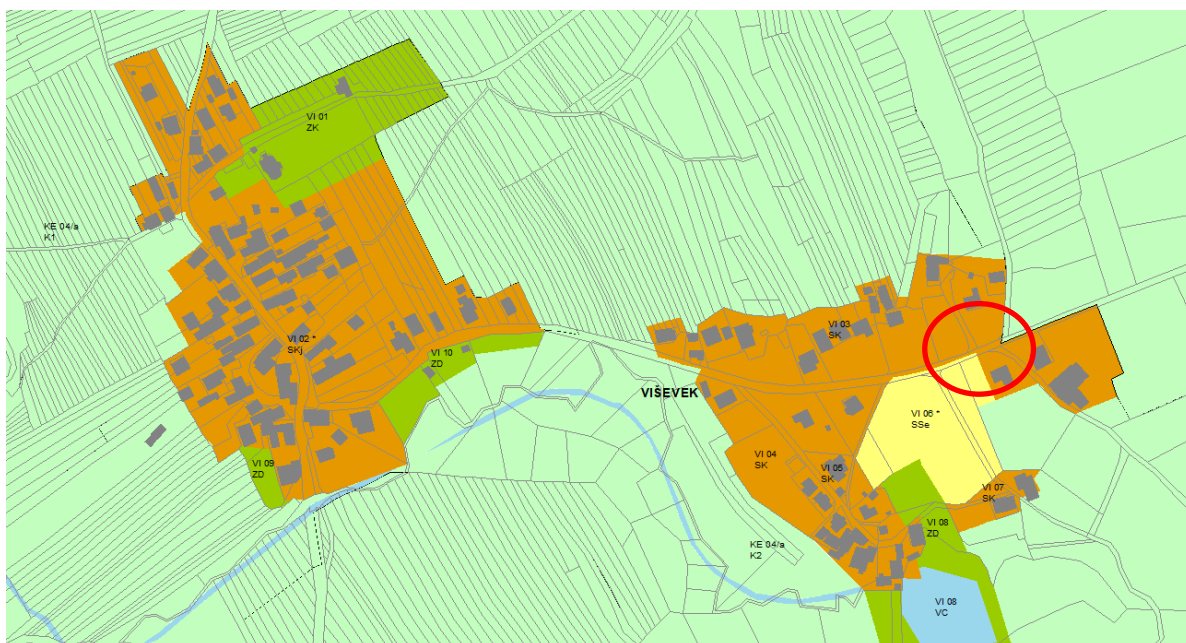 VI 01
ZK
KE 04/a
K1
VI 02 *
SKj
VI 10
ZD
VI 09
ZD
VI 03
SK
VIŠEVEK
VI 06 *
SSe
VI 04
SK
VI 05
SK
VI 07
SK
VI 08
ZD
KE 04/a
K2
VI 08
VC